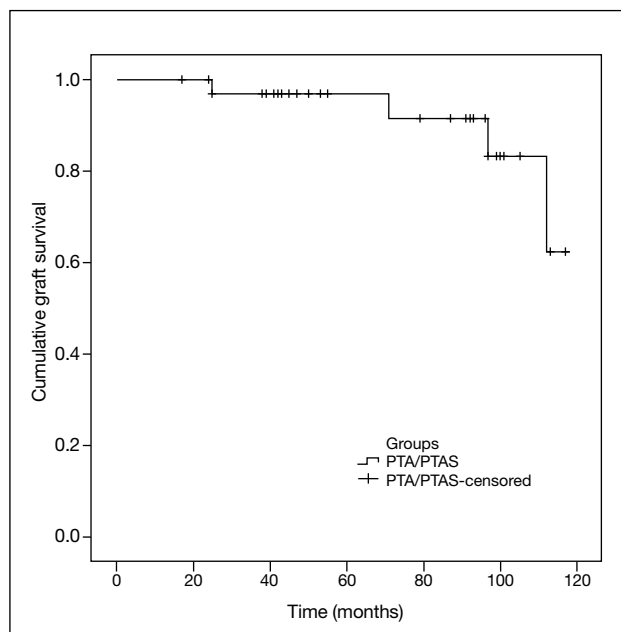 1.0
0.8
0.6
0.4
0.2
0.0
Cumulative graft survival
Groups
PTA/PTAS
PTA/PTAS-censored
0 20 40 60 80 100 120
Time (months)